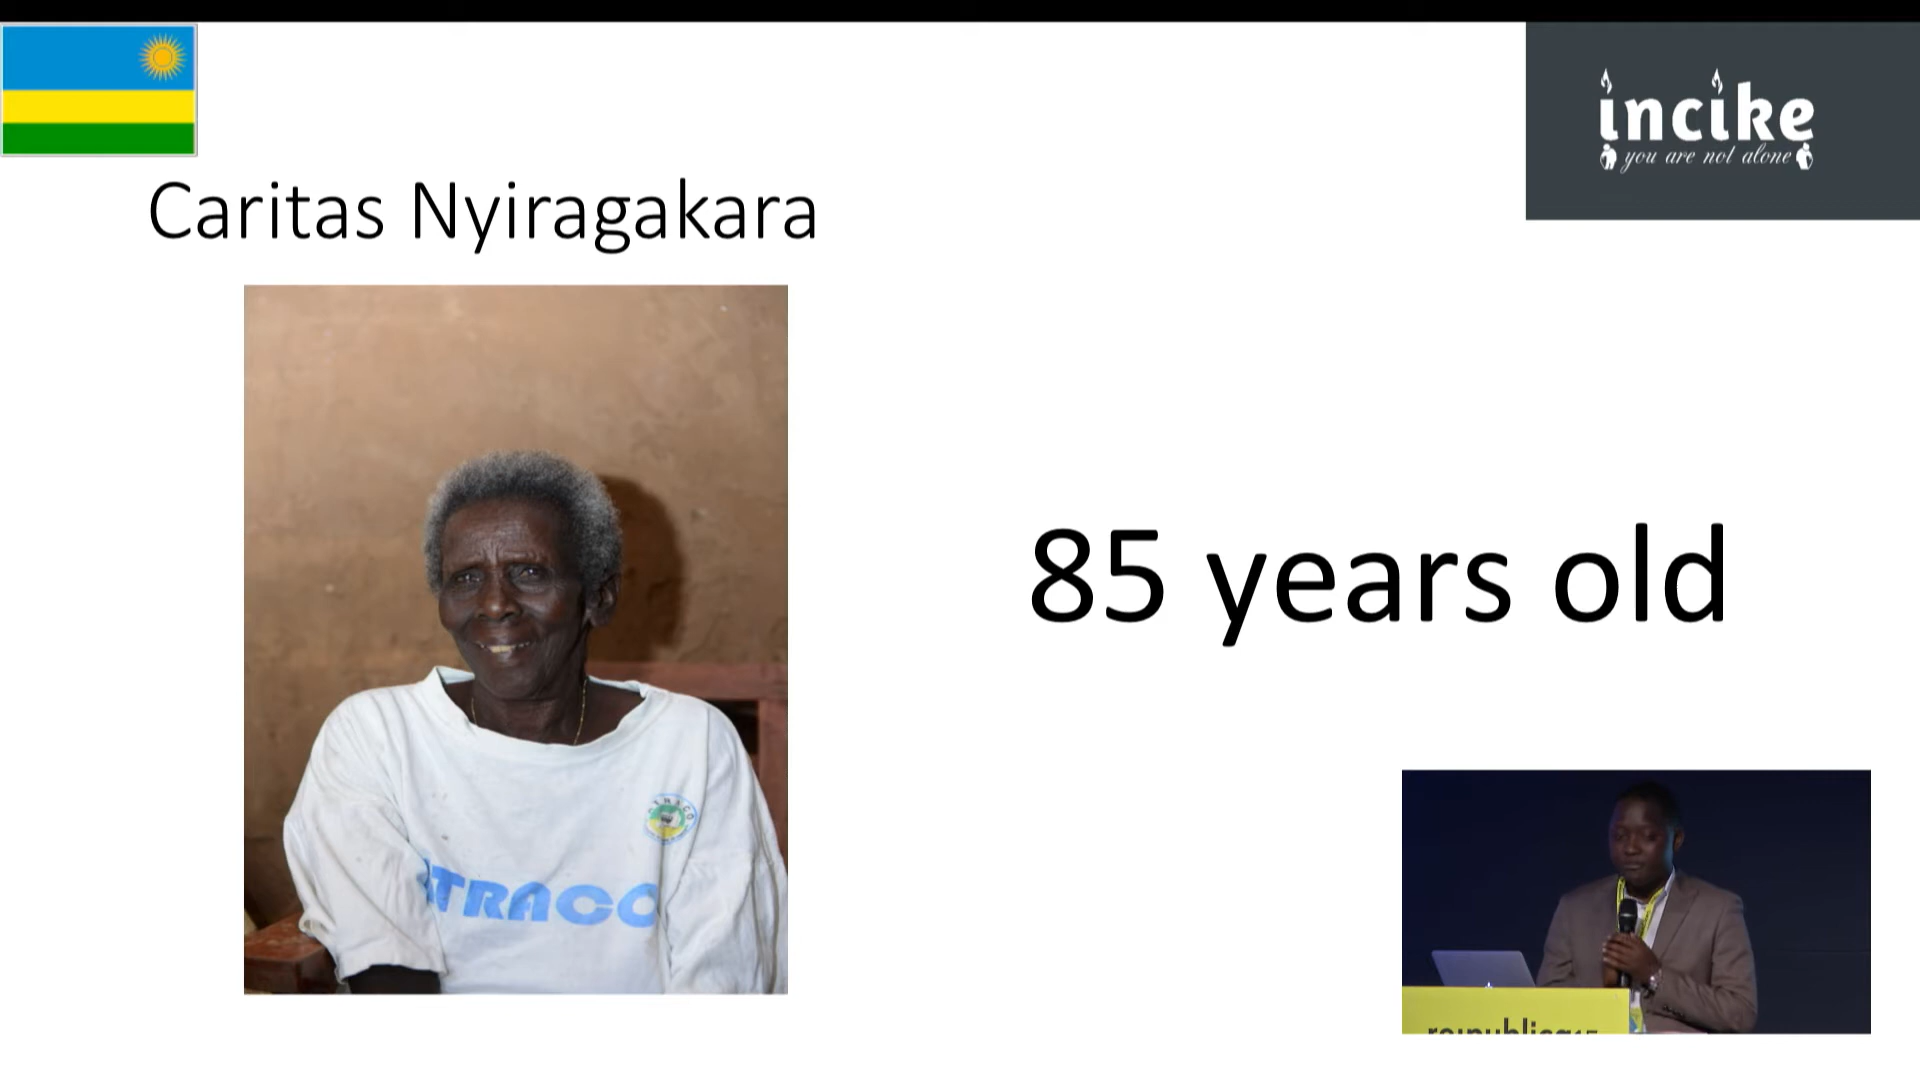 incike
you are not alone
Caritas Nyiragakara
85 years old
TRACO